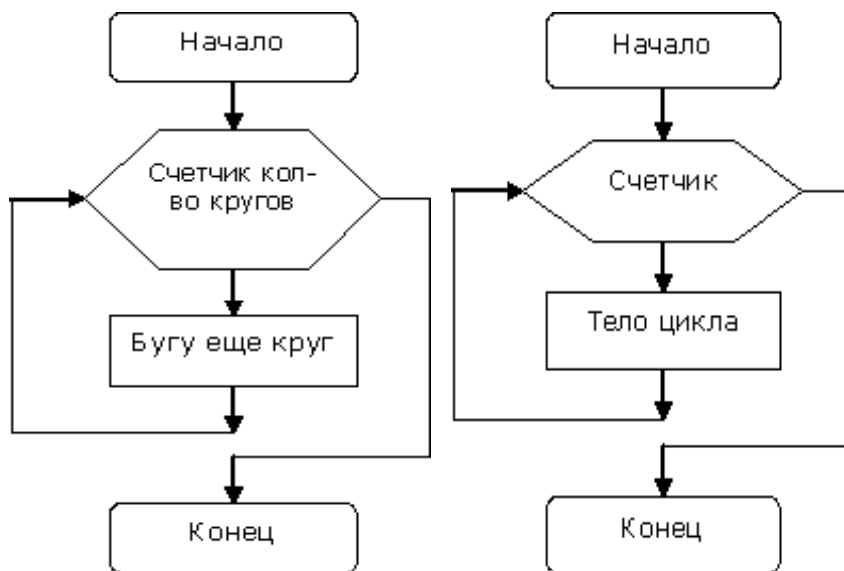 Начало
Счетчик кол-
во кругов
Бугу еще круг
Конец
Начало
Счетчик
Тело цикла
Конец